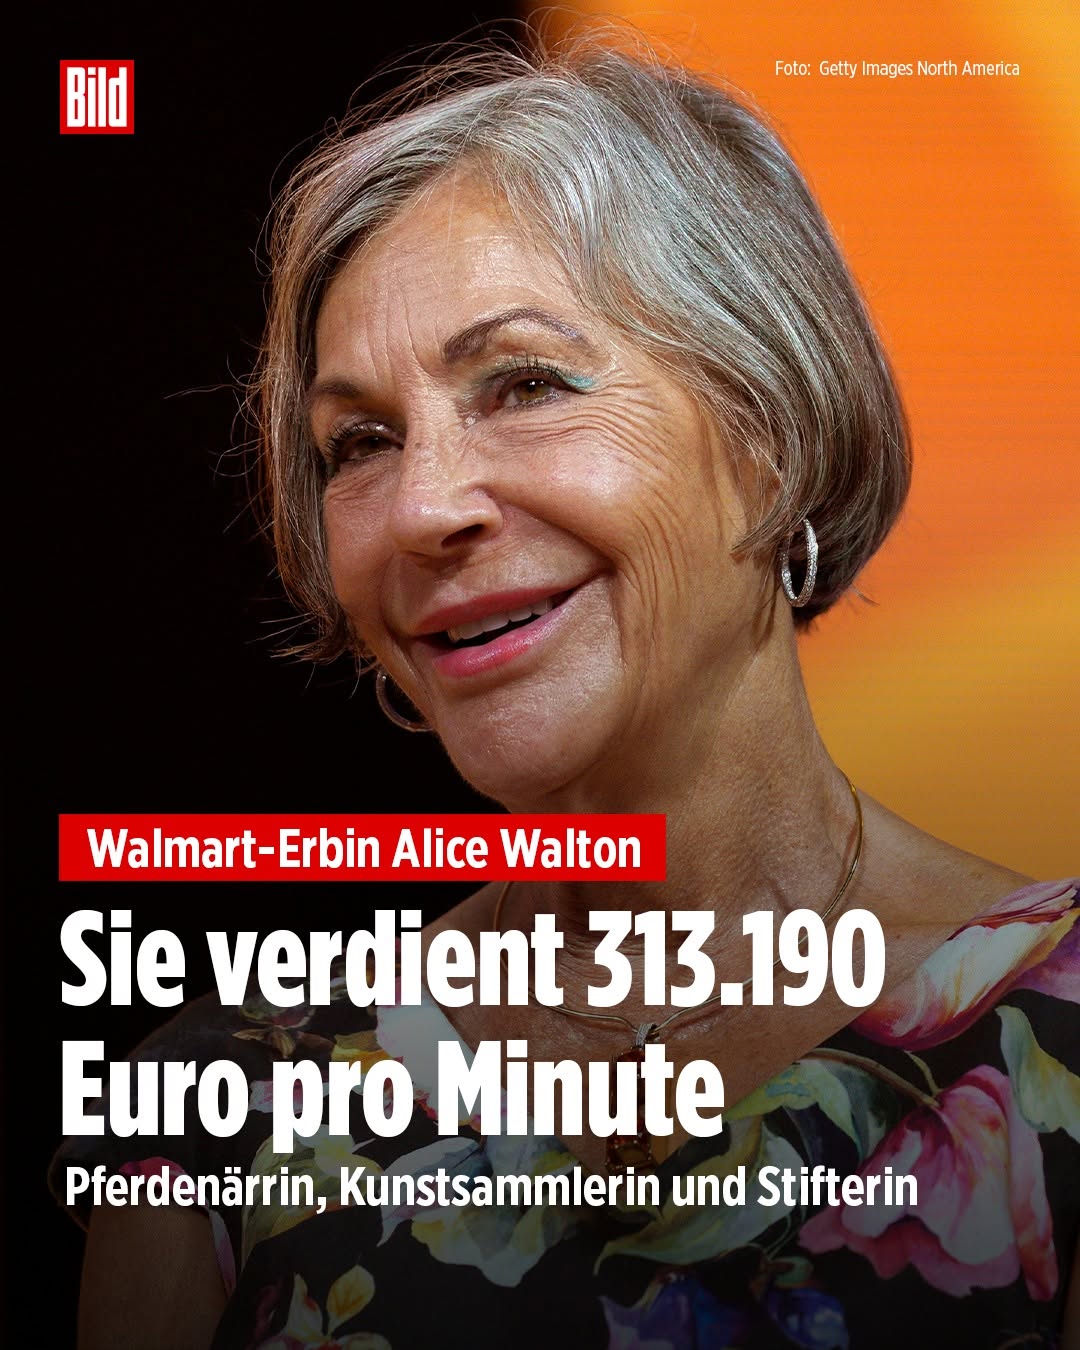 Bild
Foto: Getty Images North America
Walmart-Erbin Alice Walton
Sie verdient 313.190
Euro pro Minute
Pferdenärrin, Kunstsammlerin und Stifterin